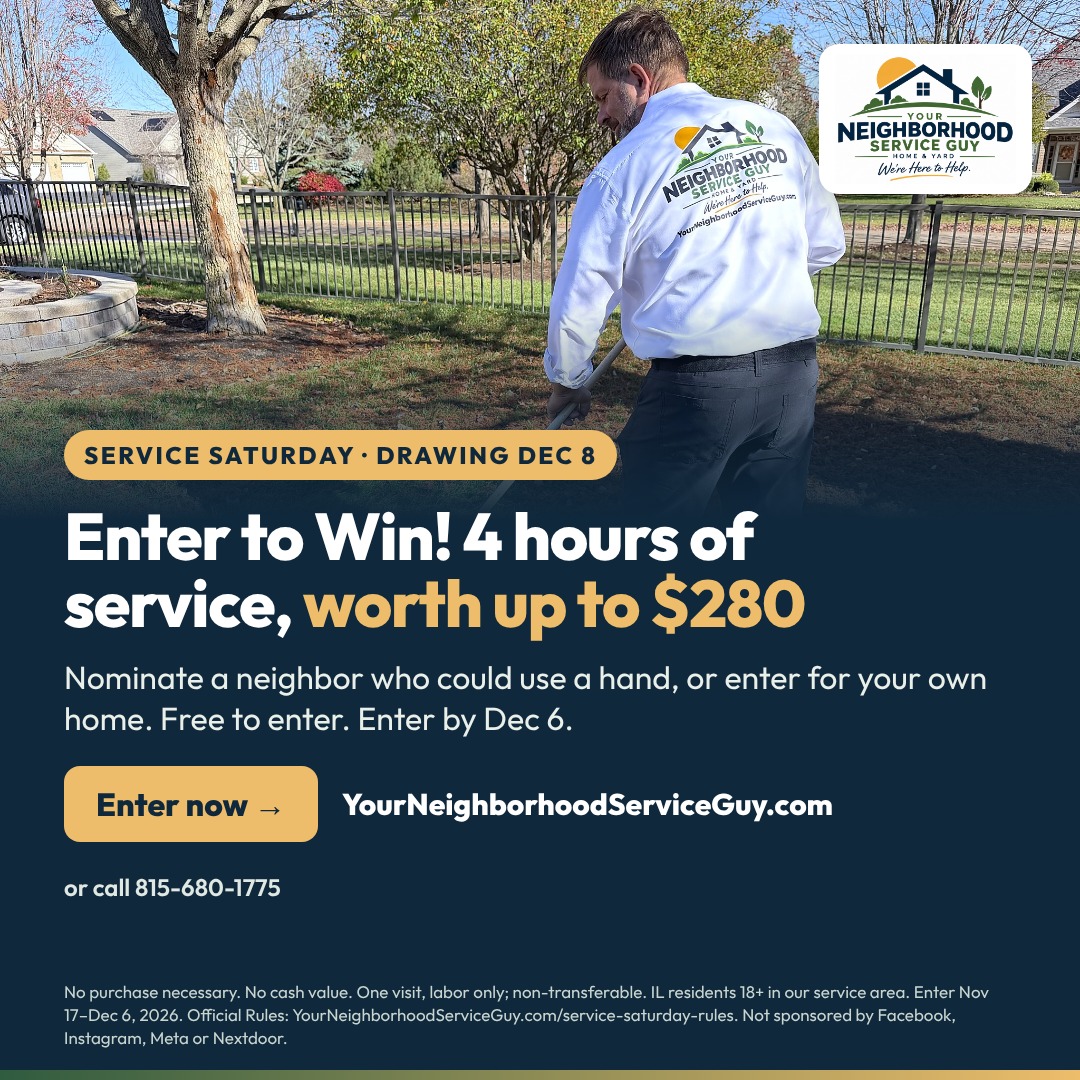 YOUR
NEIGHBORHOOD
SERVICE GUY
HOME & YARD
We're Here to Help.
YOUR
NEIGHBORHOOD
SERVICE GUY
HOME & YARD
We're Here to Help.
YourNeighborhoodServiceGuy.com
SERVICE SATURDAY · DRAWING DEC 8
Enter to Win! 4 hours of
service, worth up to $280
Nominate a neighbor who could use a hand, or enter for your own
home. Free to enter. Enter by Dec 6.
Enter now → YourNeighborhoodServiceGuy.com
or call 815-680-1775
No purchase necessary. No cash value. One visit, labor only; non-transferable. IL residents 18+ in our service area. Enter Nov
17–Dec 6, 2026. Official Rules: YourNeighborhoodServiceGuy.com/service-saturday-rules. Not sponsored by Facebook,
Instagram, Meta or Nextdoor.